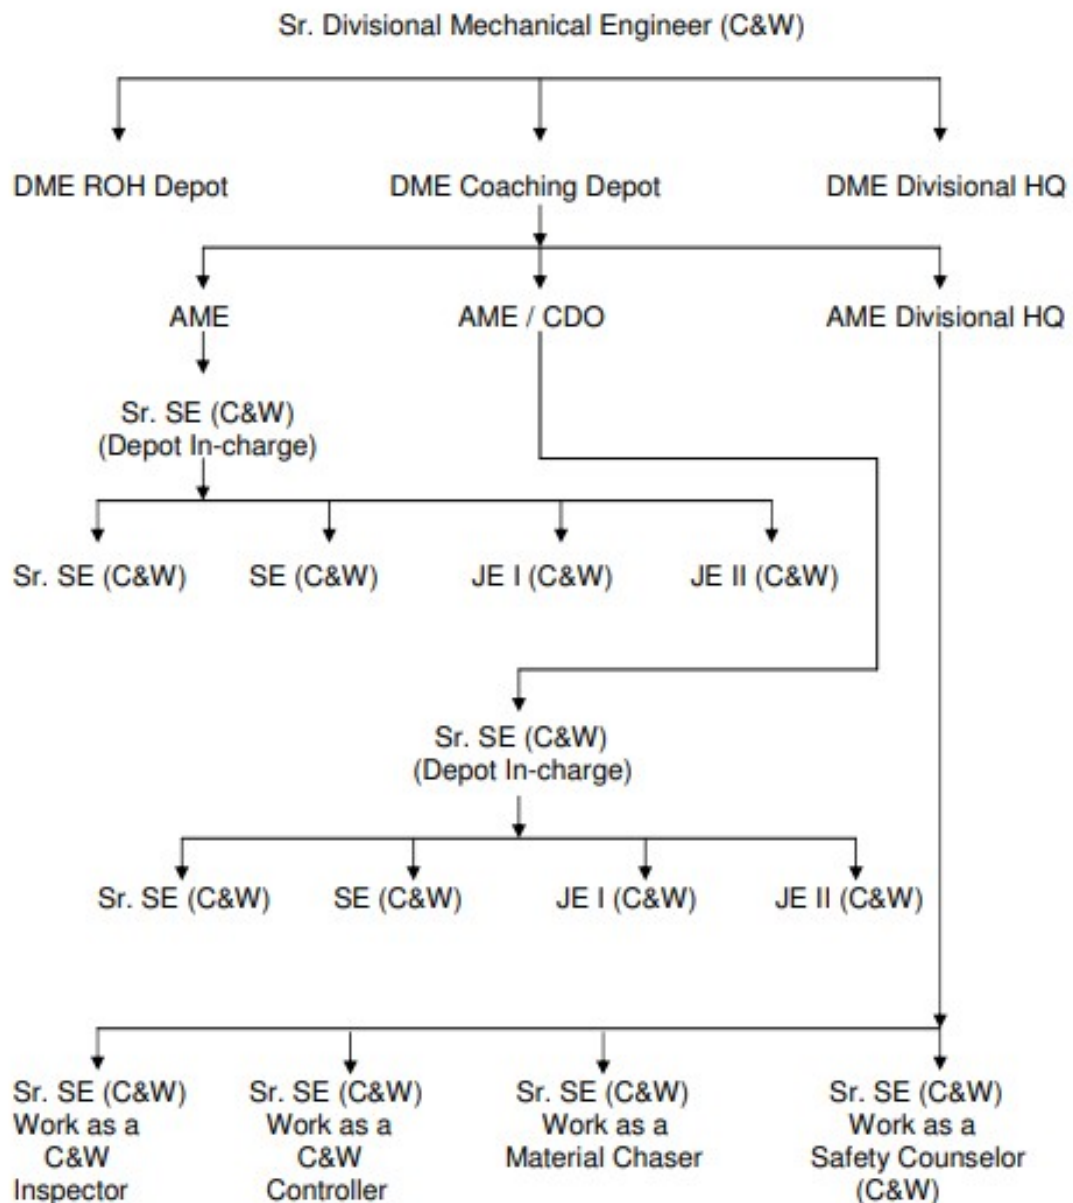 Sr. Divisional Mechanical Engineer (C&W)
DME ROH Depot
DME Coaching Depot
DME Divisional HQ
AME
AME / CDO
AME Divisional HQ
Sr. SE (C&W)
(Depot In-charge)
Sr. SE (C&W)
SE (C&W)
JE I (C&W)
JE II (C&W)
Sr. SE (C&W)
(Depot In-charge)
Sr. SE (C&W)
SE (C&W)
JE I (C&W)
JE II (C&W)
Sr. SE (C&W)
Work as a
C&W
Inspector
Sr. SE (C&W)
Work as a
C&W
Controller
Sr. SE (C&W)
Work as a
Material Chaser
Sr. SE (C&W)
Work as a
Safety Counselor
(C&W)